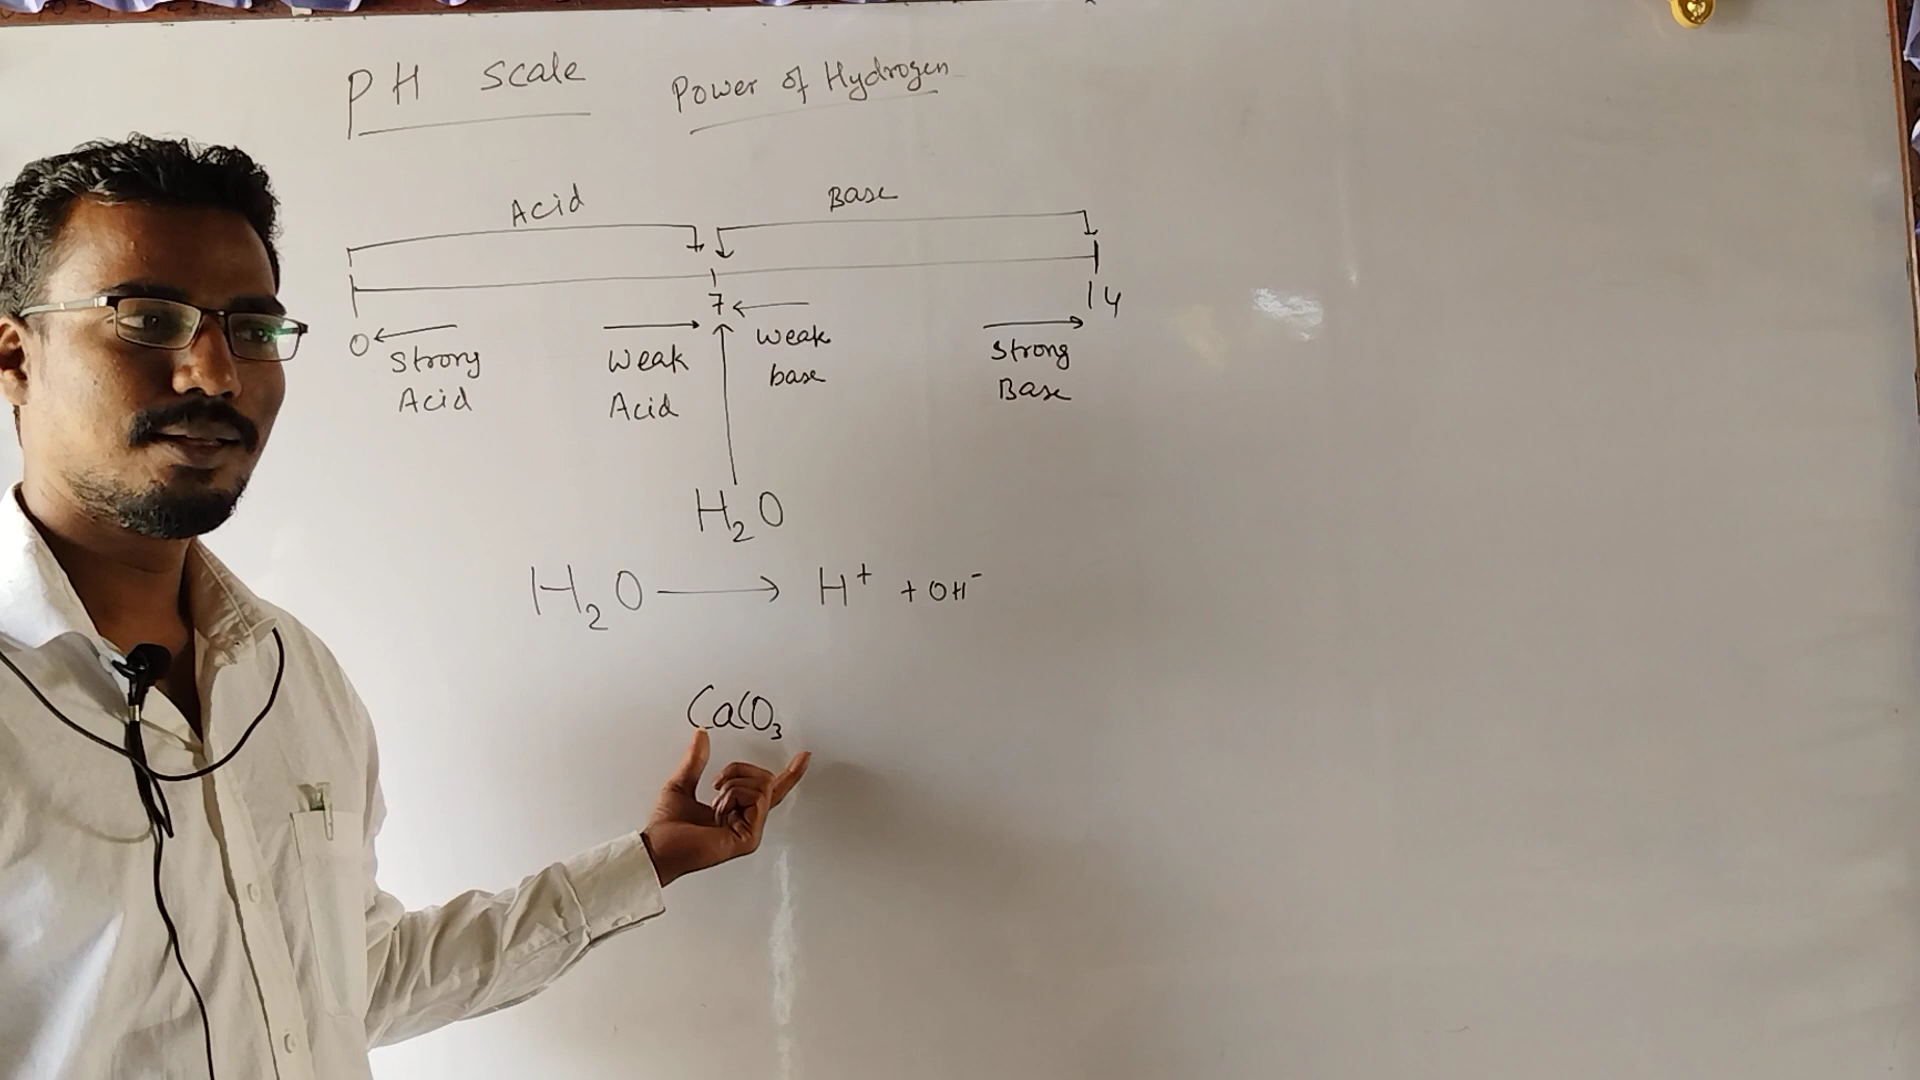 PH Scale Power of Hydrogen
Acid Base
0 7 14
Strong Acid
Weak Acid
Weak base
Strong Base
H₂O
H₂O ⟶ H⁺ + OH⁻
CaCO₃